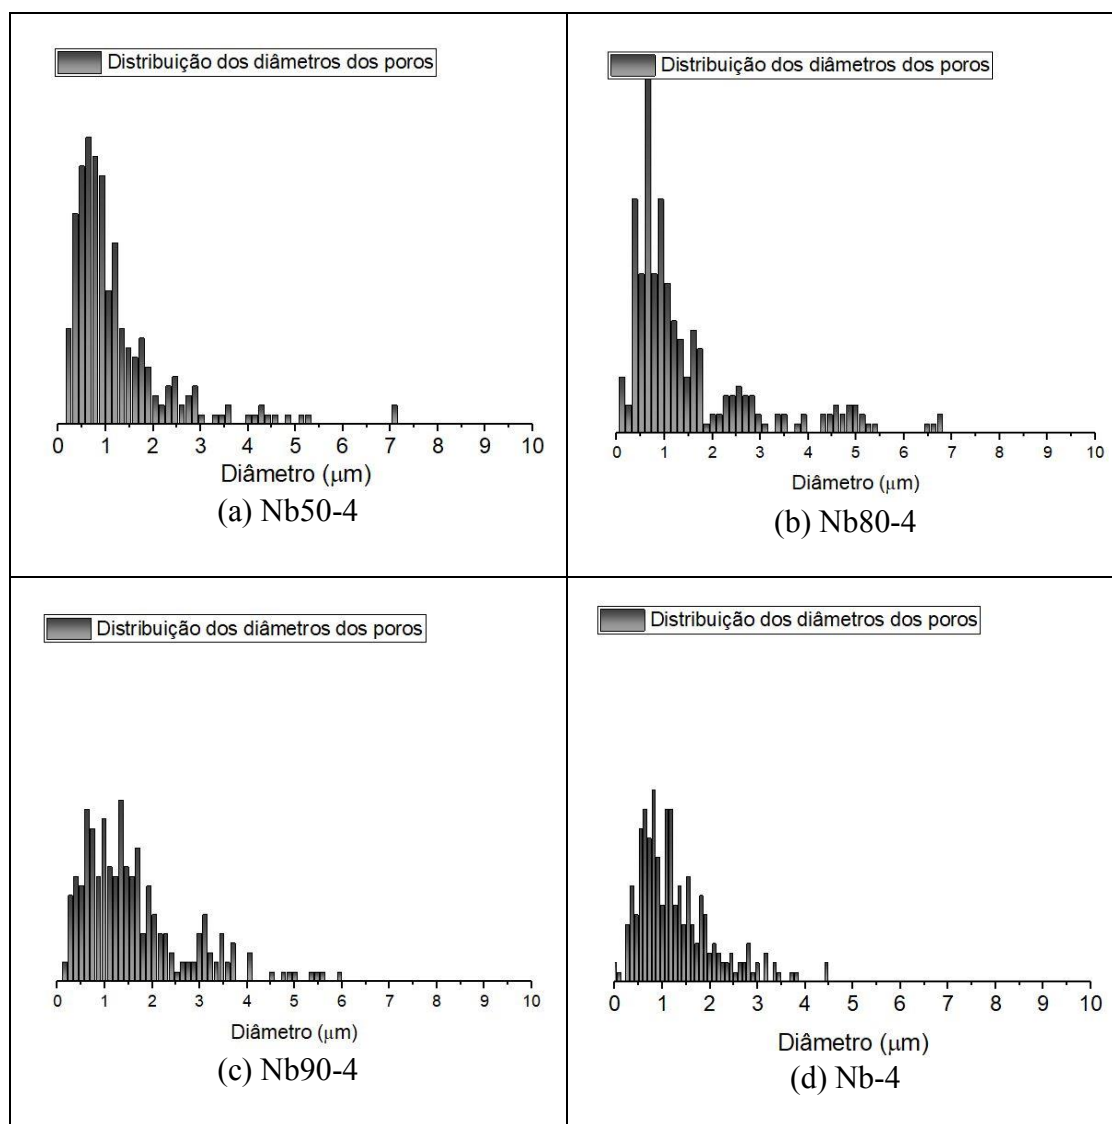 Distribuição dos diâmetros dos poros
0 1 2 3 4 5 6 7 8 9 10
Diâmetro (μm)
(a) Nb50-4
Distribuição dos diâmetros dos poros
0 1 2 3 4 5 6 7 8 9 10
Diâmetro (μm)
(b) Nb80-4
Distribuição dos diâmetros dos poros
0 1 2 3 4 5 6 7 8 9 10
Diâmetro (μm)
(c) Nb90-4
Distribuição dos diâmetros dos poros
0 1 2 3 4 5 6 7 8 9 10
Diâmetro (μm)
(d) Nb-4